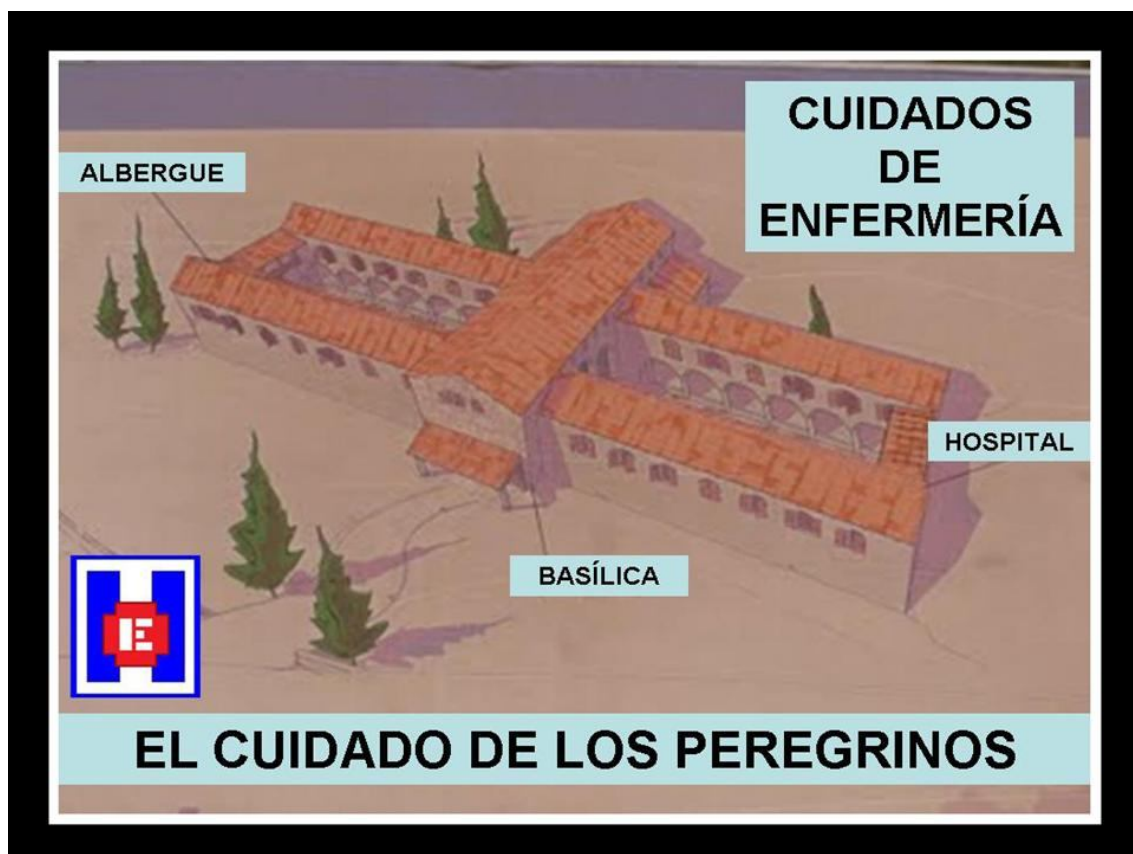 CUIDADOS
DE
ENFERMERÍA
ALBERGUE
HOSPITAL
BASÍLICA
E
EL CUIDADO DE LOS PEREGRINOS